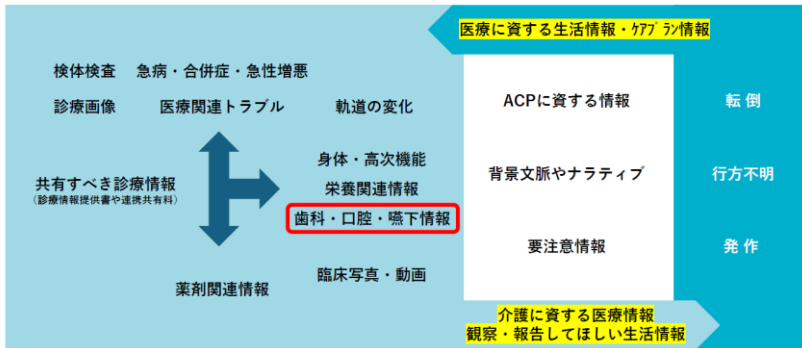 医療に資する生活情報・ｹｱﾌﾟﾗﾝ情報
検体検査 急病・合併症・急性増悪
診療画像 医療関連トラブル 軌道の変化
ACPに資する情報
転倒
身体・高次機能
共有すべき診療情報
（診療情報提供書や連携共有料）
栄養関連情報
背景文脈やナラティブ
行方不明
歯科・口腔・嚥下情報
要注意情報
発作
薬剤関連情報
臨床写真・動画
介護に資する医療情報
観察・報告してほしい生活情報